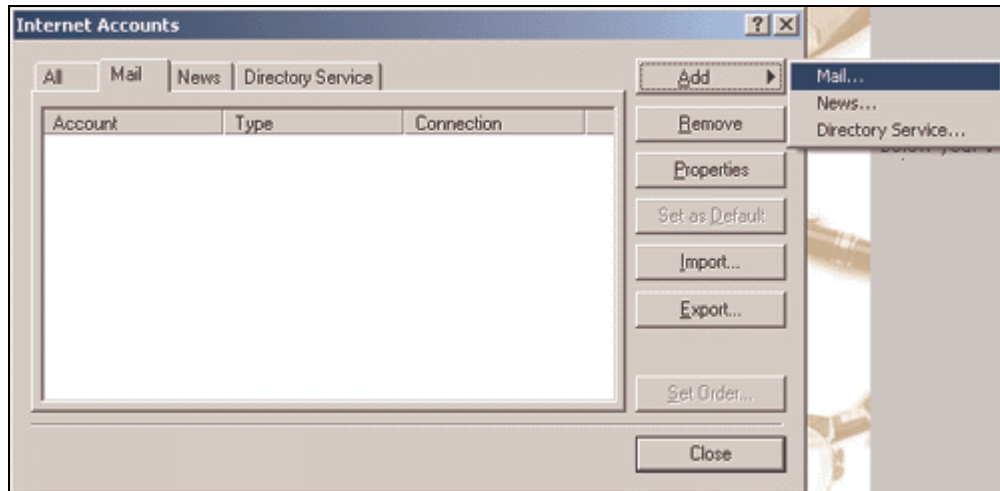 Internet Accounts
All Mail News Directory Service
Account Type Connection
Add
Remove
Properties
Set as Default
Import...
Export...
Set Order...
Close
Mail...
News...
Directory Service...